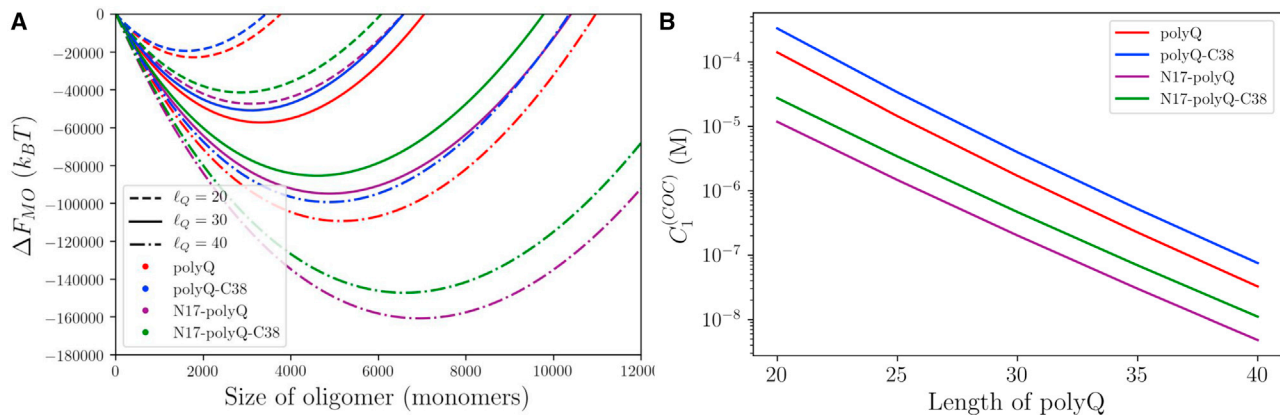 A
ΔF_MO (k_BT)
0
−20000
−40000
−60000
−80000
−100000
−120000
−140000
−160000
−180000
ℓ_Q = 20
ℓ_Q = 30
ℓ_Q = 40
polyQ
polyQ-C38
N17-polyQ
N17-polyQ-C38
0 2000 4000 6000 8000 10000 12000
Size of oligomer (monomers)
B
C_1^(COC) (M)
10^−4
10^−5
10^−6
10^−7
10^−8
polyQ
polyQ-C38
N17-polyQ
N17-polyQ-C38
20 25 30 35 40
Length of polyQ